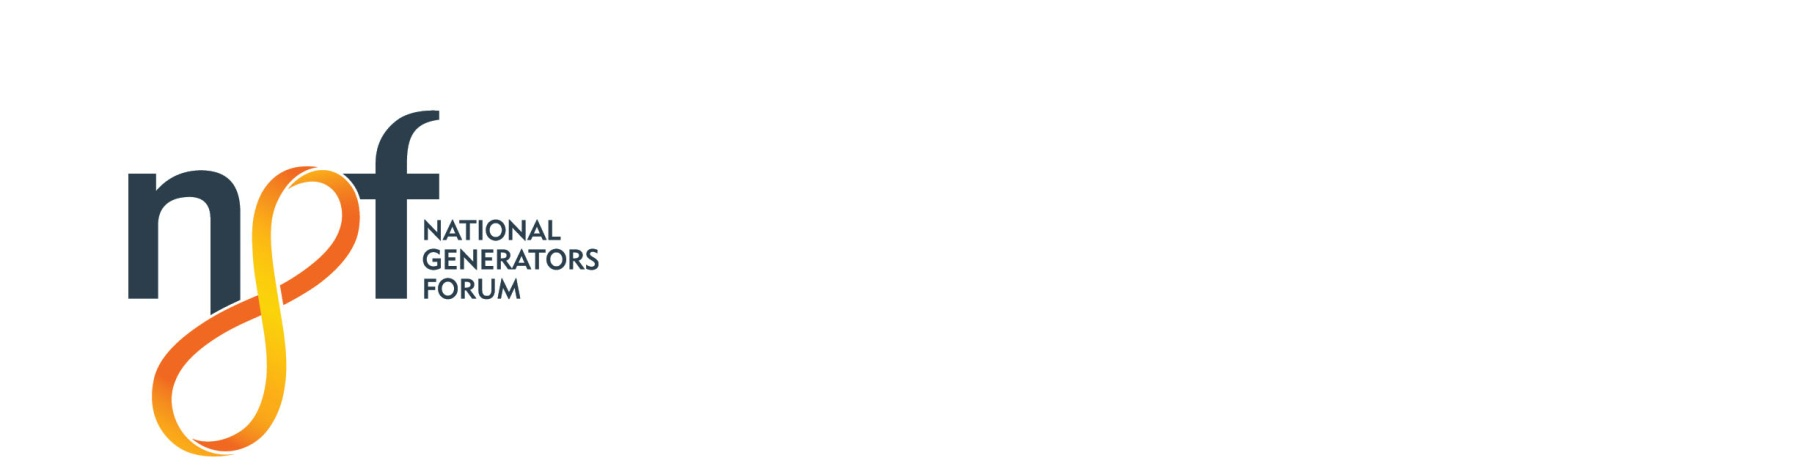 ngf
NATIONAL
GENERATORS
FORUM